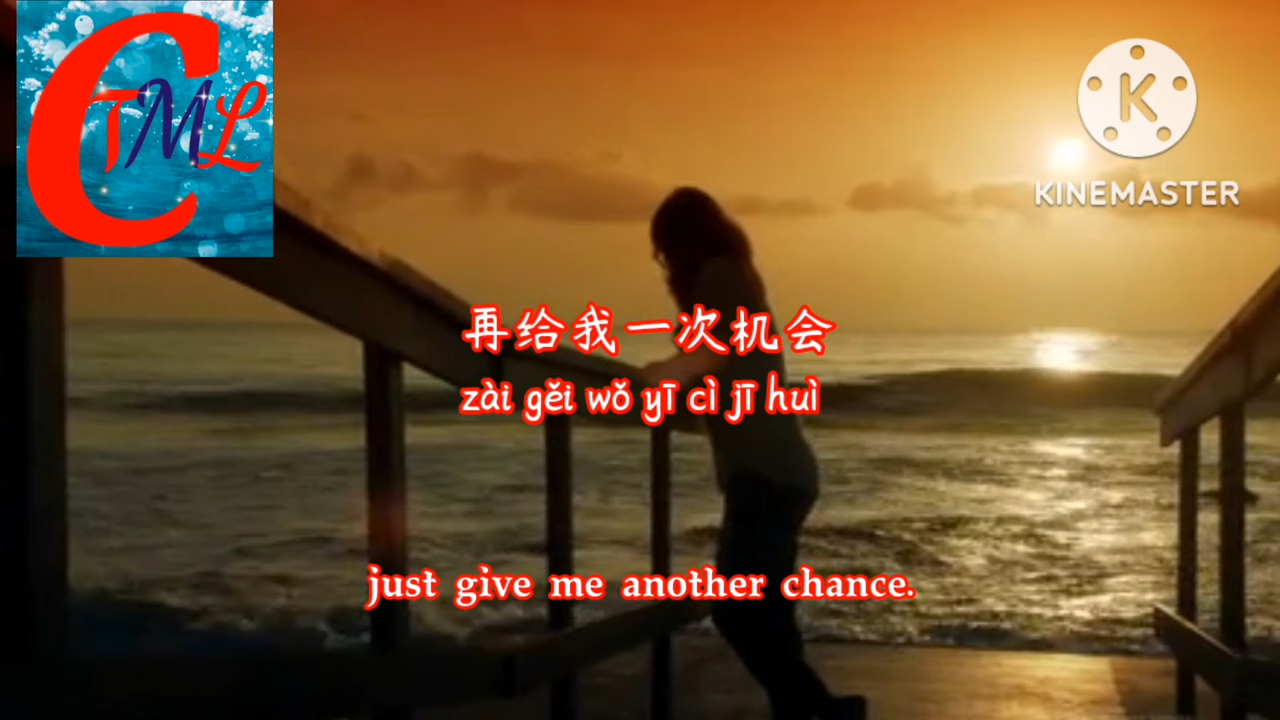 CTML
K
KINEMASTER
再给我一次机会
zài gěi wǒ yī cì jī huì
just give me another chance.